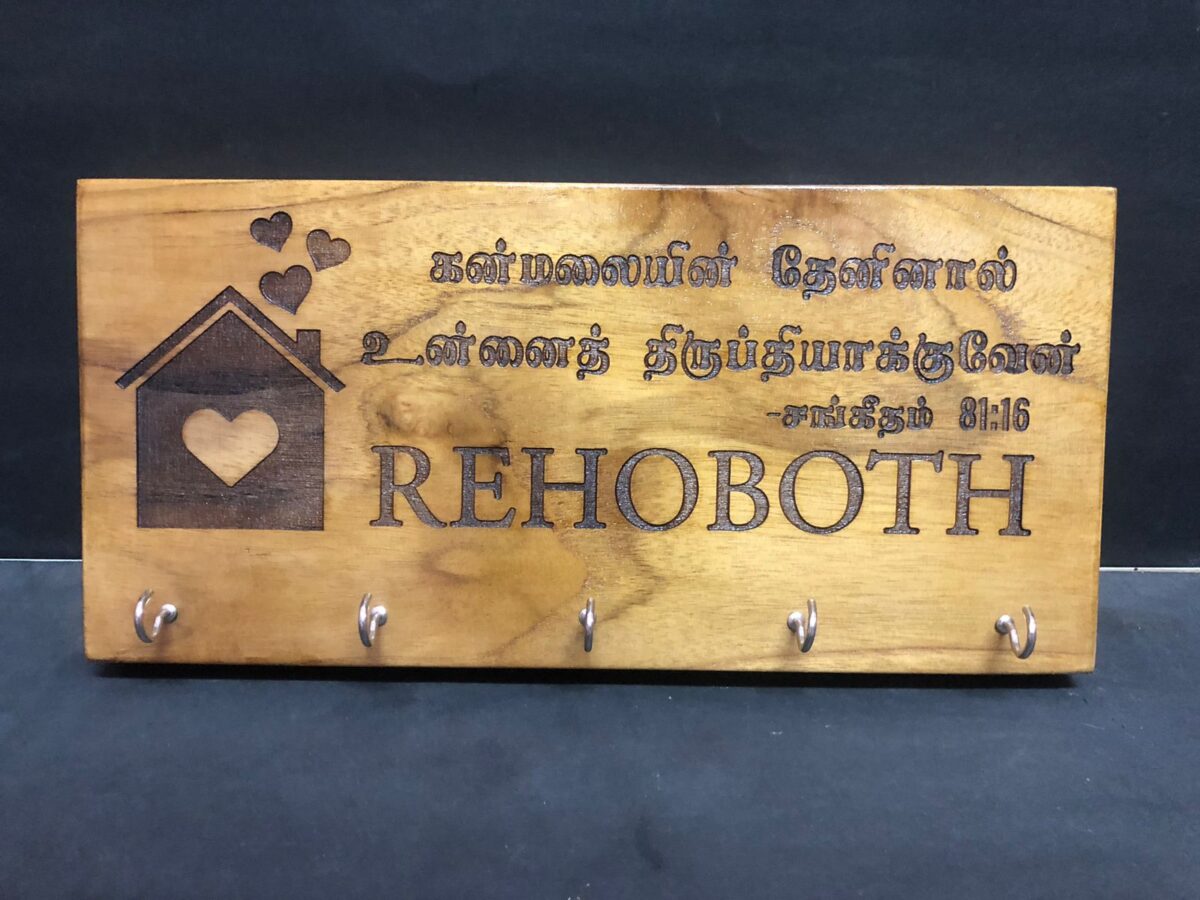 கன்மலையின் தேனினால்
உன்னைத் திருப்தியாக்குவேன்
-சங்கீதம் 81:16
REHOBOTH